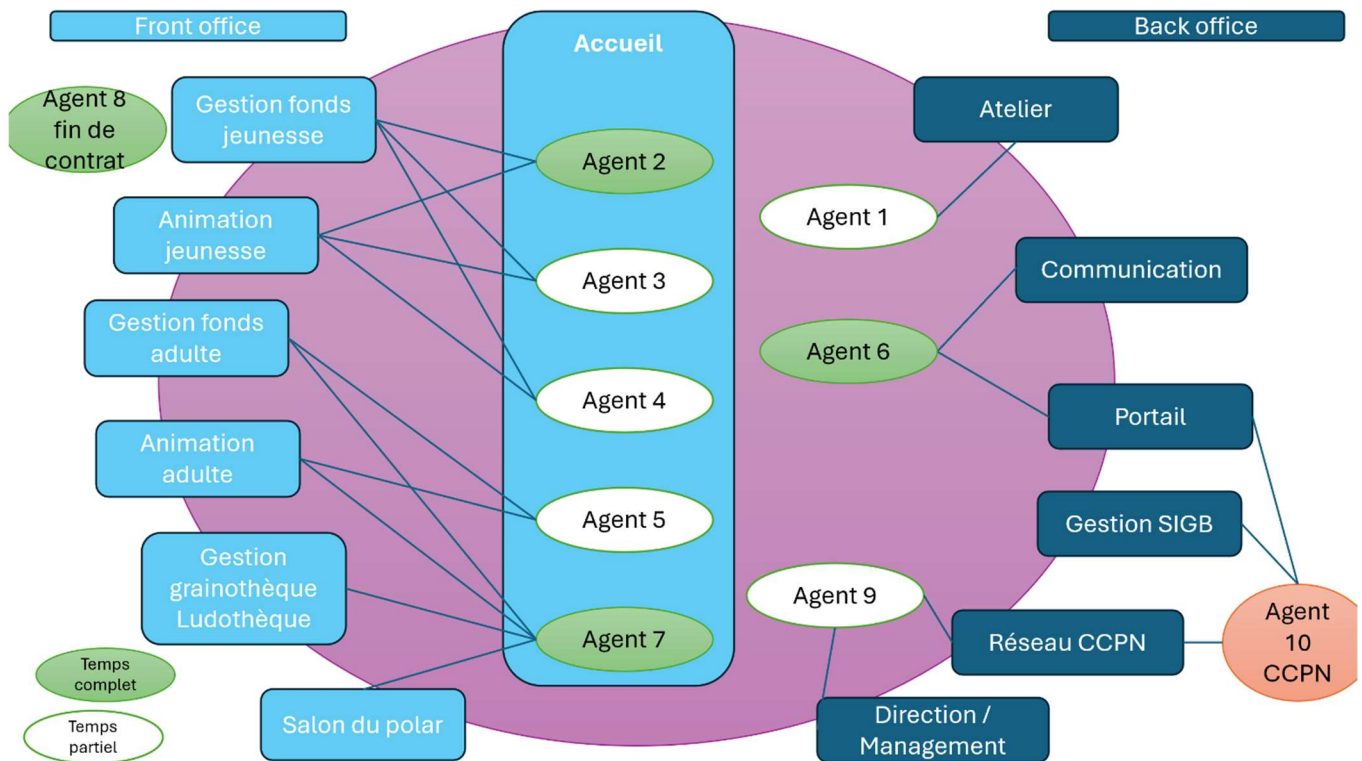 Front office
Accueil
Back office
Agent 8
fin de
contrat
Gestion fonds
jeunesse
Animation
jeunesse
Gestion fonds
adulte
Animation
adulte
Gestion
grainothèque
Ludothèque
Salon du polar
Temps
complet
Temps
partiel
Agent 2
Agent 3
Agent 4
Agent 5
Agent 7
Agent 1
Agent 6
Agent 9
Atelier
Communication
Portail
Gestion SIGB
Réseau CCPN
Direction /
Management
Agent
10
CCPN